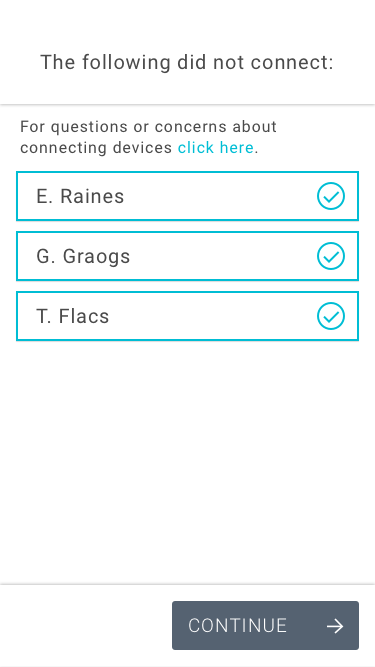 The following did not connect:
For questions or concerns about
connecting devices click here.
E. Raines
G. Graogs
T. Flacs
CONTINUE